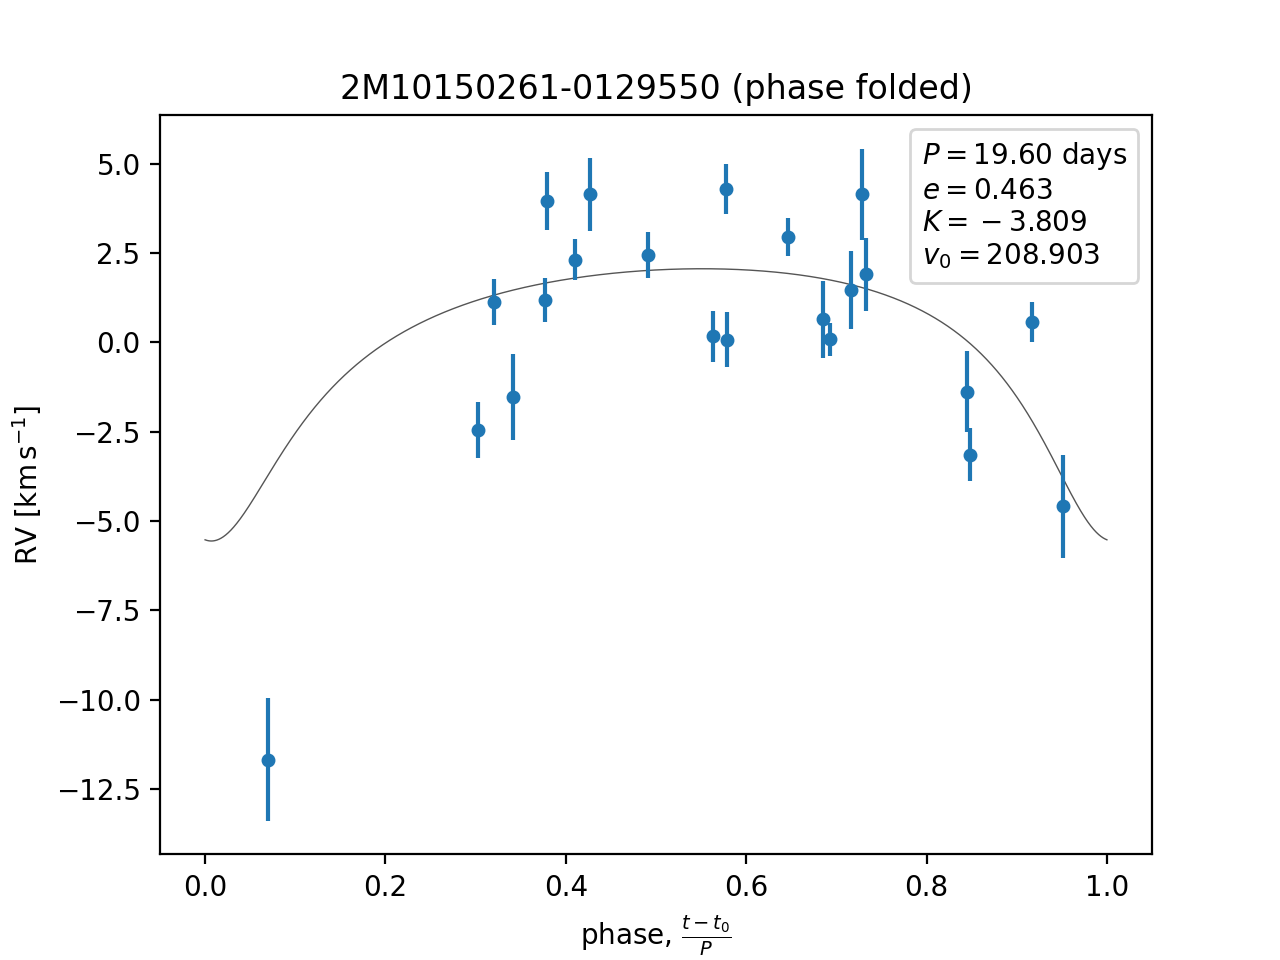 2M10150261-0129550 (phase folded)
P = 19.60 days
e = 0.463
K = −3.809
v₀ = 208.903
5.0
2.5
0.0
−2.5
−5.0
−7.5
−10.0
−12.5
RV [km s⁻¹]
0.0 0.2 0.4 0.6 0.8 1.0
phase, (t − t₀)/P